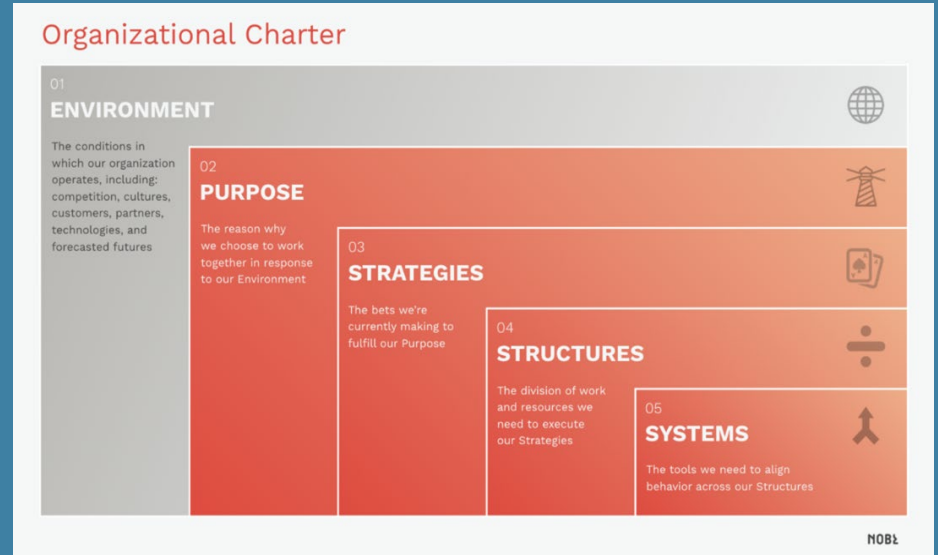 Organizational Charter
01
ENVIRONMENT
The conditions in
which our organization
operates, including:
competition, cultures,
customers, partners,
technologies, and
forecasted futures
02
PURPOSE
The reason why
we choose to work
together in response
to our Environment
03
STRATEGIES
The bets we're
currently making to
fulfill our Purpose
04
STRUCTURES
The division of work
and resources we
need to execute
our Strategies
05
SYSTEMS
The tools we need to align
behavior across our Structures
NOBL